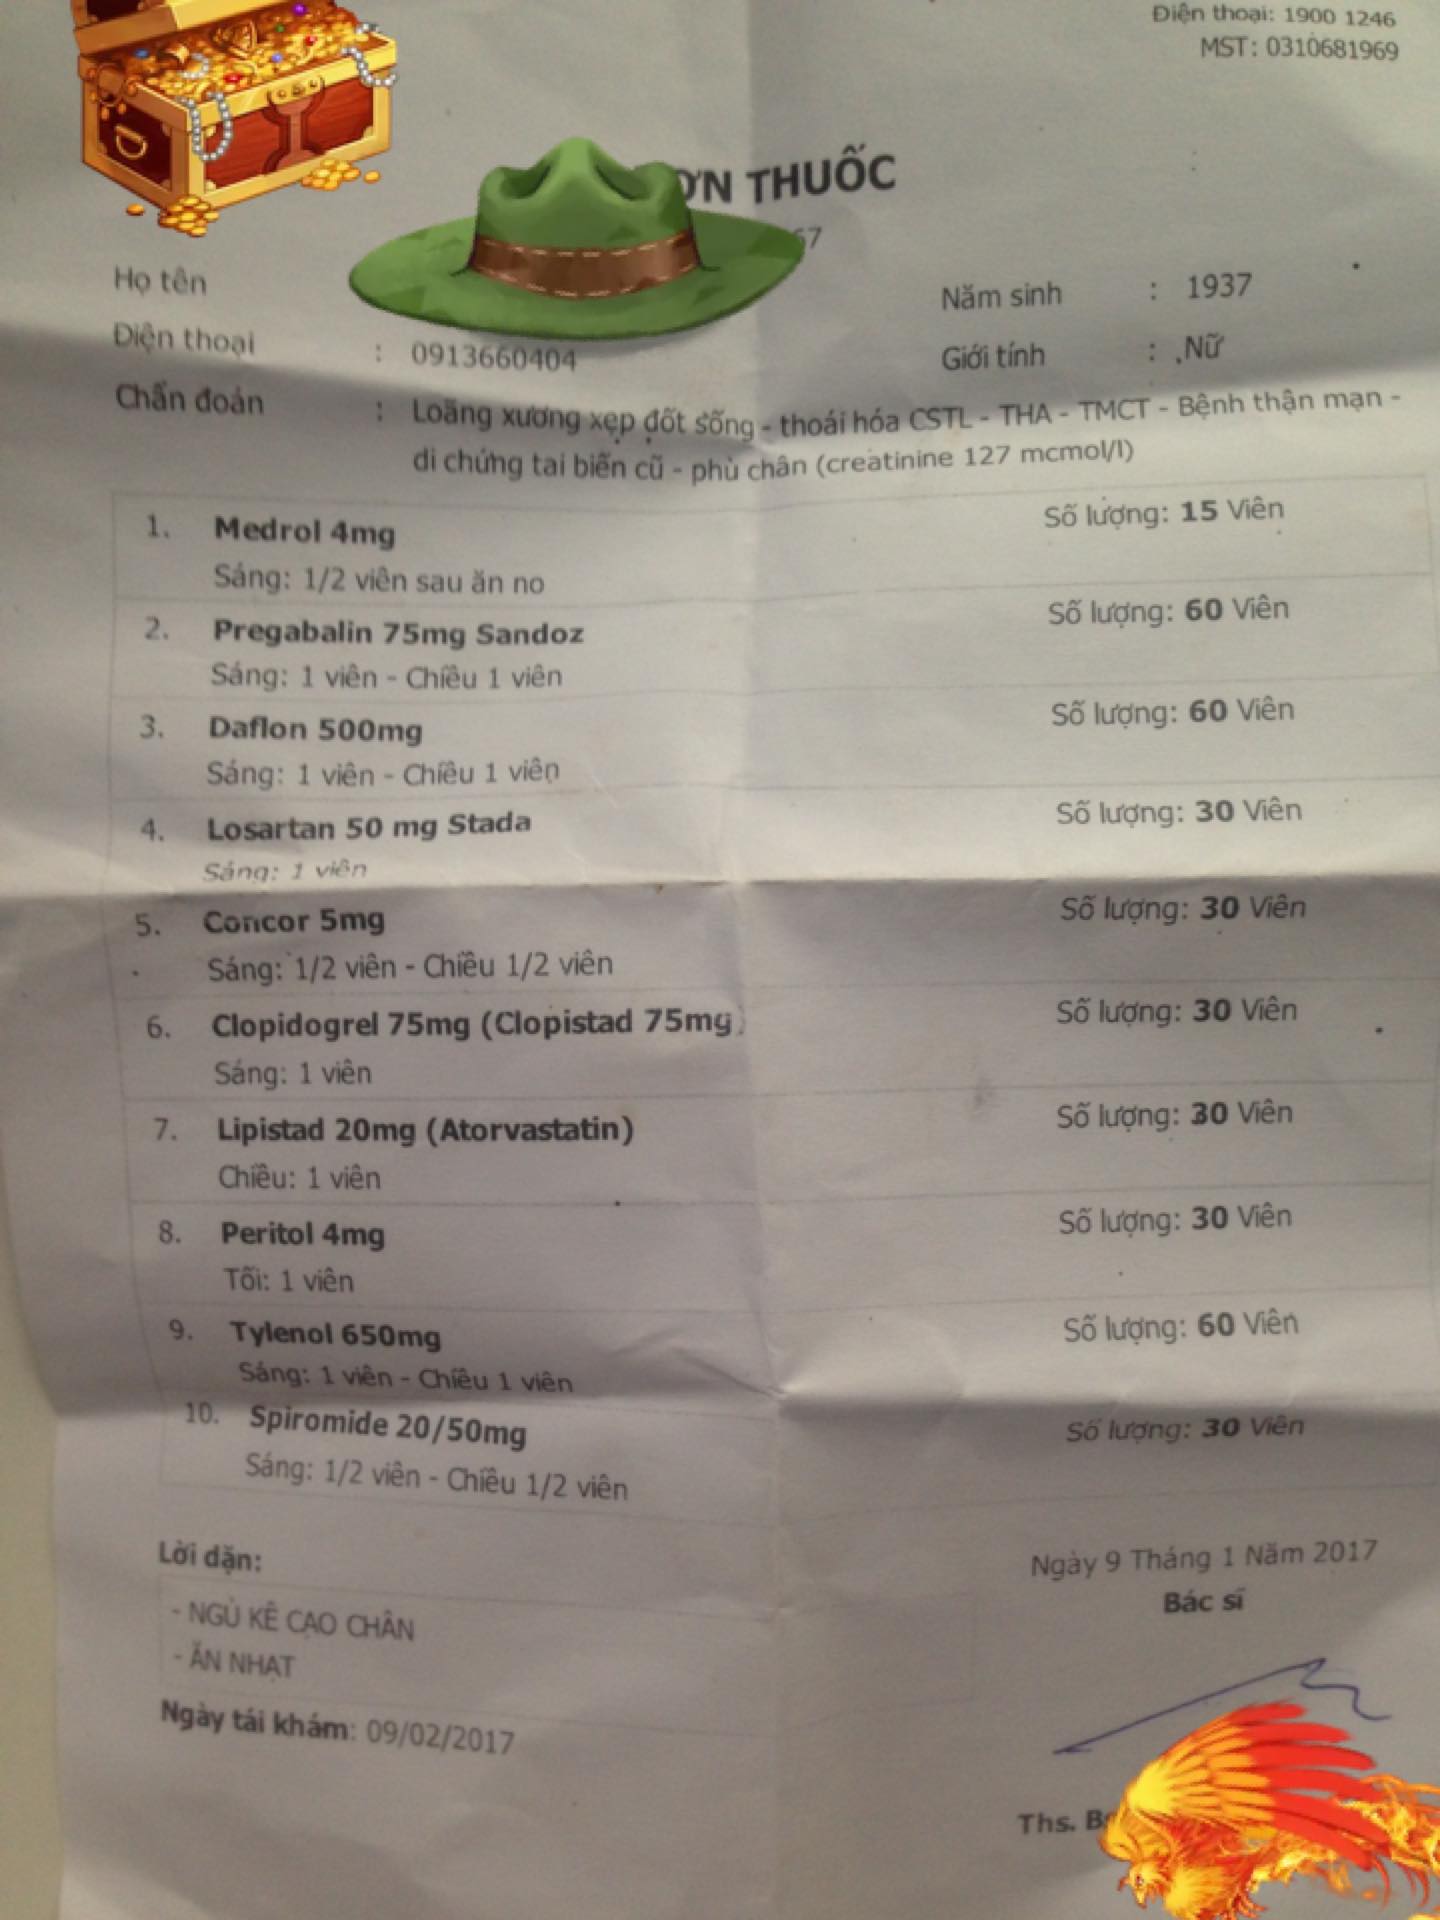 Điện thoại: 1900 1246
MST: 0310681969
ƠN THUỐC
67
Họ tên
Năm sinh : 1937
Điện thoại : 0913660404
Giới tính : Nữ
Chẩn đoán : Loãng xương xẹp đốt sống - thoái hóa CSTL - THA - TMCT - Bệnh thận mạn -
di chứng tai biến cũ - phù chân (creatinine 127 mcmol/l)
1. Medrol 4mg Số lượng: 15 Viên
Sáng: 1/2 viên sau ăn no
2. Pregabalin 75mg Sandoz Số lượng: 60 Viên
Sáng: 1 viên - Chiều 1 viên
3. Daflon 500mg Số lượng: 60 Viên
Sáng: 1 viên - Chiều 1 viên
4. Losartan 50 mg Stada Số lượng: 30 Viên
Sáng: 1 viên
5. Concor 5mg Số lượng: 30 Viên
Sáng: 1/2 viên - Chiều 1/2 viên
6. Clopidogrel 75mg (Clopistad 75mg) Số lượng: 30 Viên
Sáng: 1 viên
7. Lipistad 20mg (Atorvastatin) Số lượng: 30 Viên
Chiều: 1 viên
8. Peritol 4mg Số lượng: 30 Viên
Tối: 1 viên
9. Tylenol 650mg Số lượng: 60 Viên
Sáng: 1 viên - Chiều 1 viên
10. Spiromide 20/50mg Số lượng: 30 Viên
Sáng: 1/2 viên - Chiều 1/2 viên
Lời dặn:
- NGỦ KÊ CAO CHÂN
- ĂN NHẠT
Ngày tái khám: 09/02/2017
Ngày 9 Tháng 1 Năm 2017
Bác sĩ
Ths.